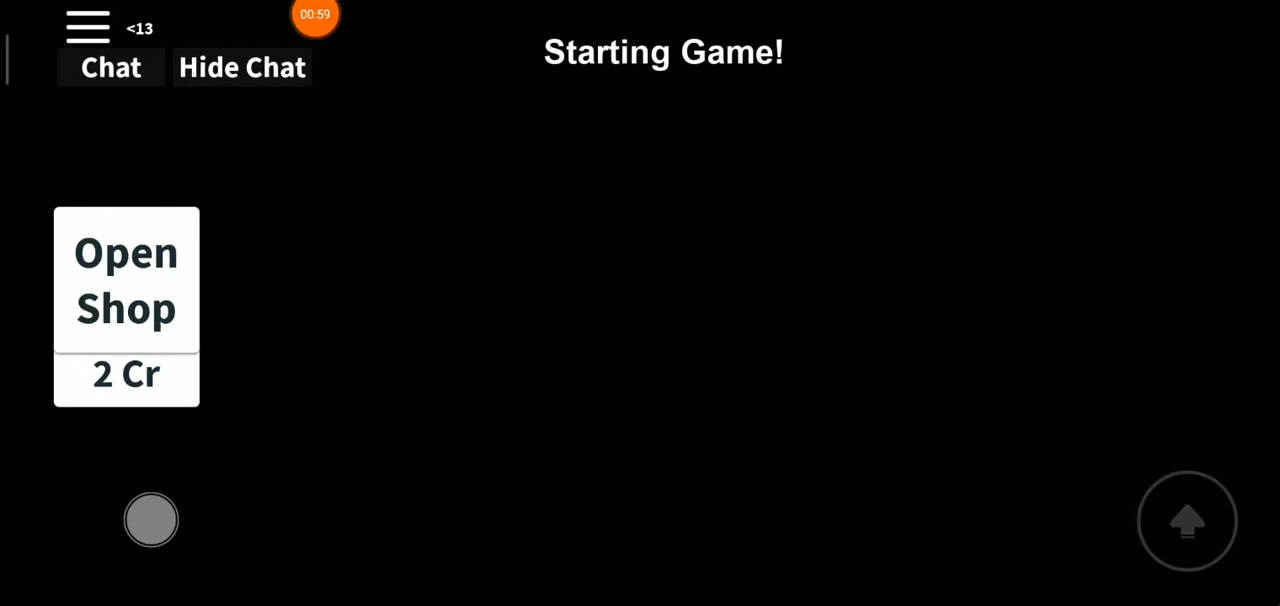 <13
00:59
Starting Game!
Chat
Hide Chat
Open
Shop
2 Cr